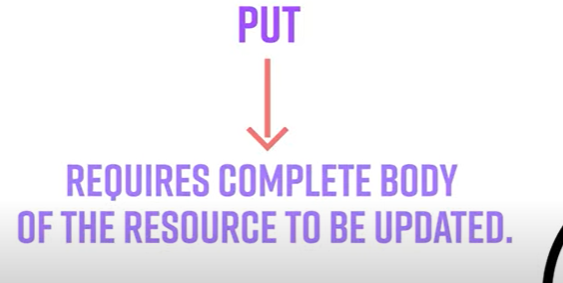 PUT
REQUIRES COMPLETE BODY
OF THE RESOURCE TO BE UPDATED.